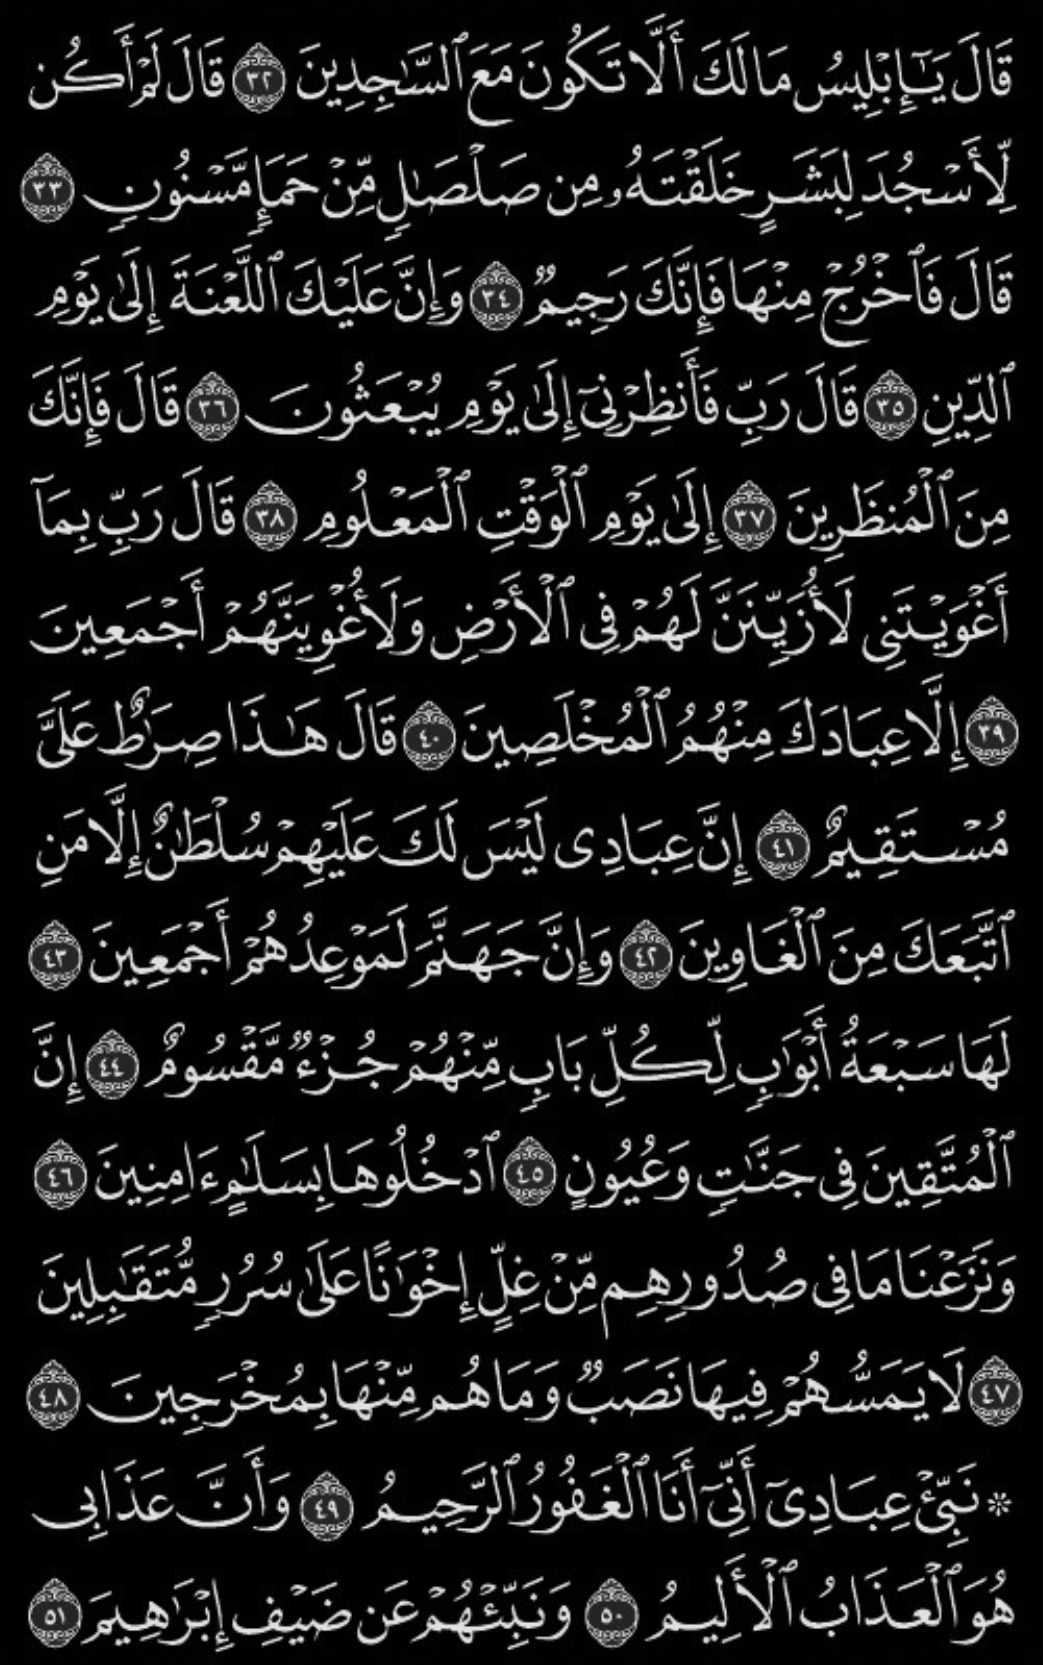 قَالَ يَـٰٓإِبْلِيسُ مَا لَكَ أَلَّا تَكُونَ مَعَ ٱلسَّـٰجِدِينَ ٣٢ قَالَ لَمْ أَكُن
لِّأَسْجُدَ لِبَشَرٍ خَلَقْتَهُۥ مِن صَلْصَـٰلٍ مِّنْ حَمَإٍ مَّسْنُونٍ ٣٣
قَالَ فَٱخْرُجْ مِنْهَا فَإِنَّكَ رَجِيمٌ ٣٤ وَإِنَّ عَلَيْكَ ٱللَّعْنَةَ إِلَىٰ يَوْمِ
ٱلدِّينِ ٣٥ قَالَ رَبِّ فَأَنظِرْنِىٓ إِلَىٰ يَوْمِ يُبْعَثُونَ ٣٦ قَالَ فَإِنَّكَ
مِنَ ٱلْمُنظَرِينَ ٣٧ إِلَىٰ يَوْمِ ٱلْوَقْتِ ٱلْمَعْلُومِ ٣٨ قَالَ رَبِّ بِمَآ
أَغْوَيْتَنِى لَأُزَيِّنَنَّ لَهُمْ فِى ٱلْأَرْضِ وَلَأُغْوِيَنَّهُمْ أَجْمَعِينَ
٣٩ إِلَّا عِبَادَكَ مِنْهُمُ ٱلْمُخْلَصِينَ ٤٠ قَالَ هَـٰذَا صِرَٰطٌ عَلَىَّ
مُسْتَقِيمٌ ٤١ إِنَّ عِبَادِى لَيْسَ لَكَ عَلَيْهِمْ سُلْطَـٰنٌ إِلَّا مَنِ
ٱتَّبَعَكَ مِنَ ٱلْغَاوِينَ ٤٢ وَإِنَّ جَهَنَّمَ لَمَوْعِدُهُمْ أَجْمَعِينَ ٤٣
لَهَا سَبْعَةُ أَبْوَٰبٍ لِّكُلِّ بَابٍ مِّنْهُمْ جُزْءٌ مَّقْسُومٌ ٤٤ إِنَّ
ٱلْمُتَّقِينَ فِى جَنَّـٰتٍ وَعُيُونٍ ٤٥ ٱدْخُلُوهَا بِسَلَـٰمٍ ءَامِنِينَ ٤٦
وَنَزَعْنَا مَا فِى صُدُورِهِم مِّنْ غِلٍّ إِخْوَٰنًا عَلَىٰ سُرُرٍ مُّتَقَـٰبِلِينَ
٤٧ لَا يَمَسُّهُمْ فِيهَا نَصَبٌ وَمَا هُم مِّنْهَا بِمُخْرَجِينَ ٤٨
۞ نَبِّئْ عِبَادِىٓ أَنِّىٓ أَنَا ٱلْغَفُورُ ٱلرَّحِيمُ ٤٩ وَأَنَّ عَذَابِى
هُوَ ٱلْعَذَابُ ٱلْأَلِيمُ ٥٠ وَنَبِّئْهُمْ عَن ضَيْفِ إِبْرَٰهِيمَ ٥١